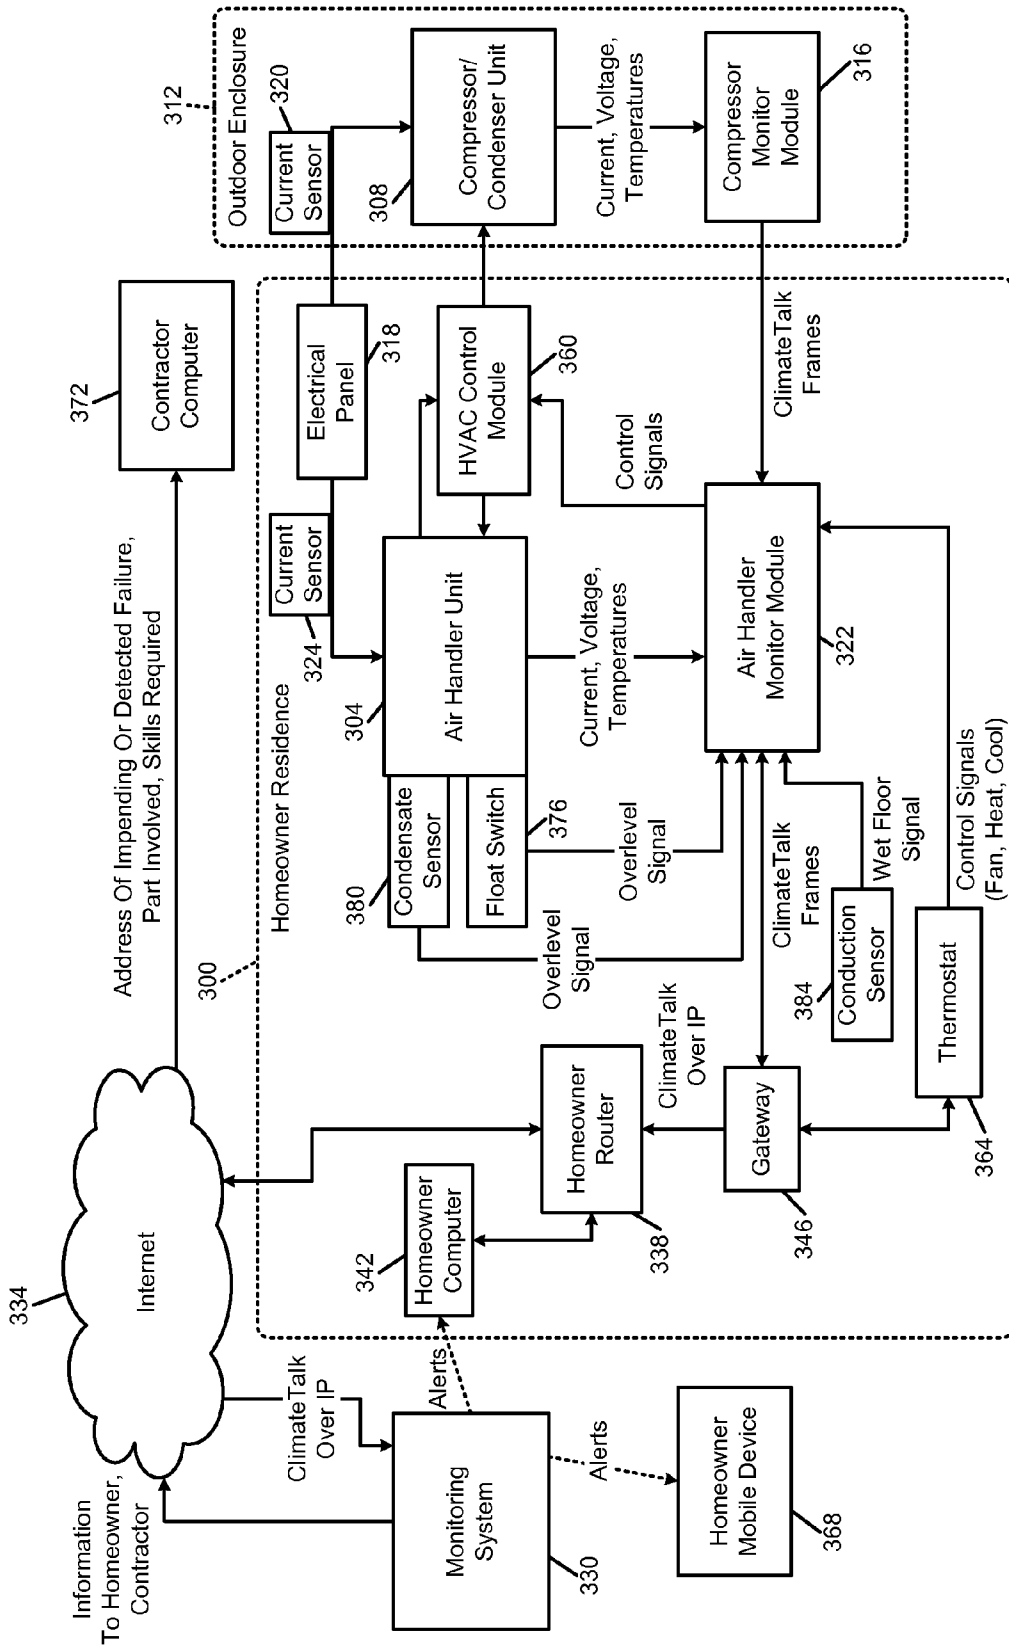 Information
To Homeowner,
Contractor
334
Internet
Address Of Impending Or Detected Failure,
Part Involved, Skills Required
372
Contractor
Computer
312
Outdoor Enclosure
320
Current
Sensor
308
Compressor/
Condenser Unit
Current, Voltage,
Temperatures
316
Compressor
Monitor
Module
ClimateTalk
Over IP
Monitoring
System
330
Alerts
Alerts
Homeowner
Mobile Device
368
300
Homeowner Residence
324
Current
Sensor
Electrical
Panel
318
304
Air Handler Unit
HVAC Control
Module
360
380
Condensate
Sensor
Float Switch
376
Overlevel
Signal
Overlevel
Signal
Current, Voltage,
Temperatures
Control
Signals
ClimateTalk
Frames
342
Homeowner
Computer
Homeowner
Router
338
ClimateTalk
Over IP
Gateway
346
ClimateTalk
Frames
Air Handler
Monitor Module
322
384
Conduction
Sensor
Wet Floor
Signal
364
Thermostat
Control Signals
(Fan, Heat, Cool)